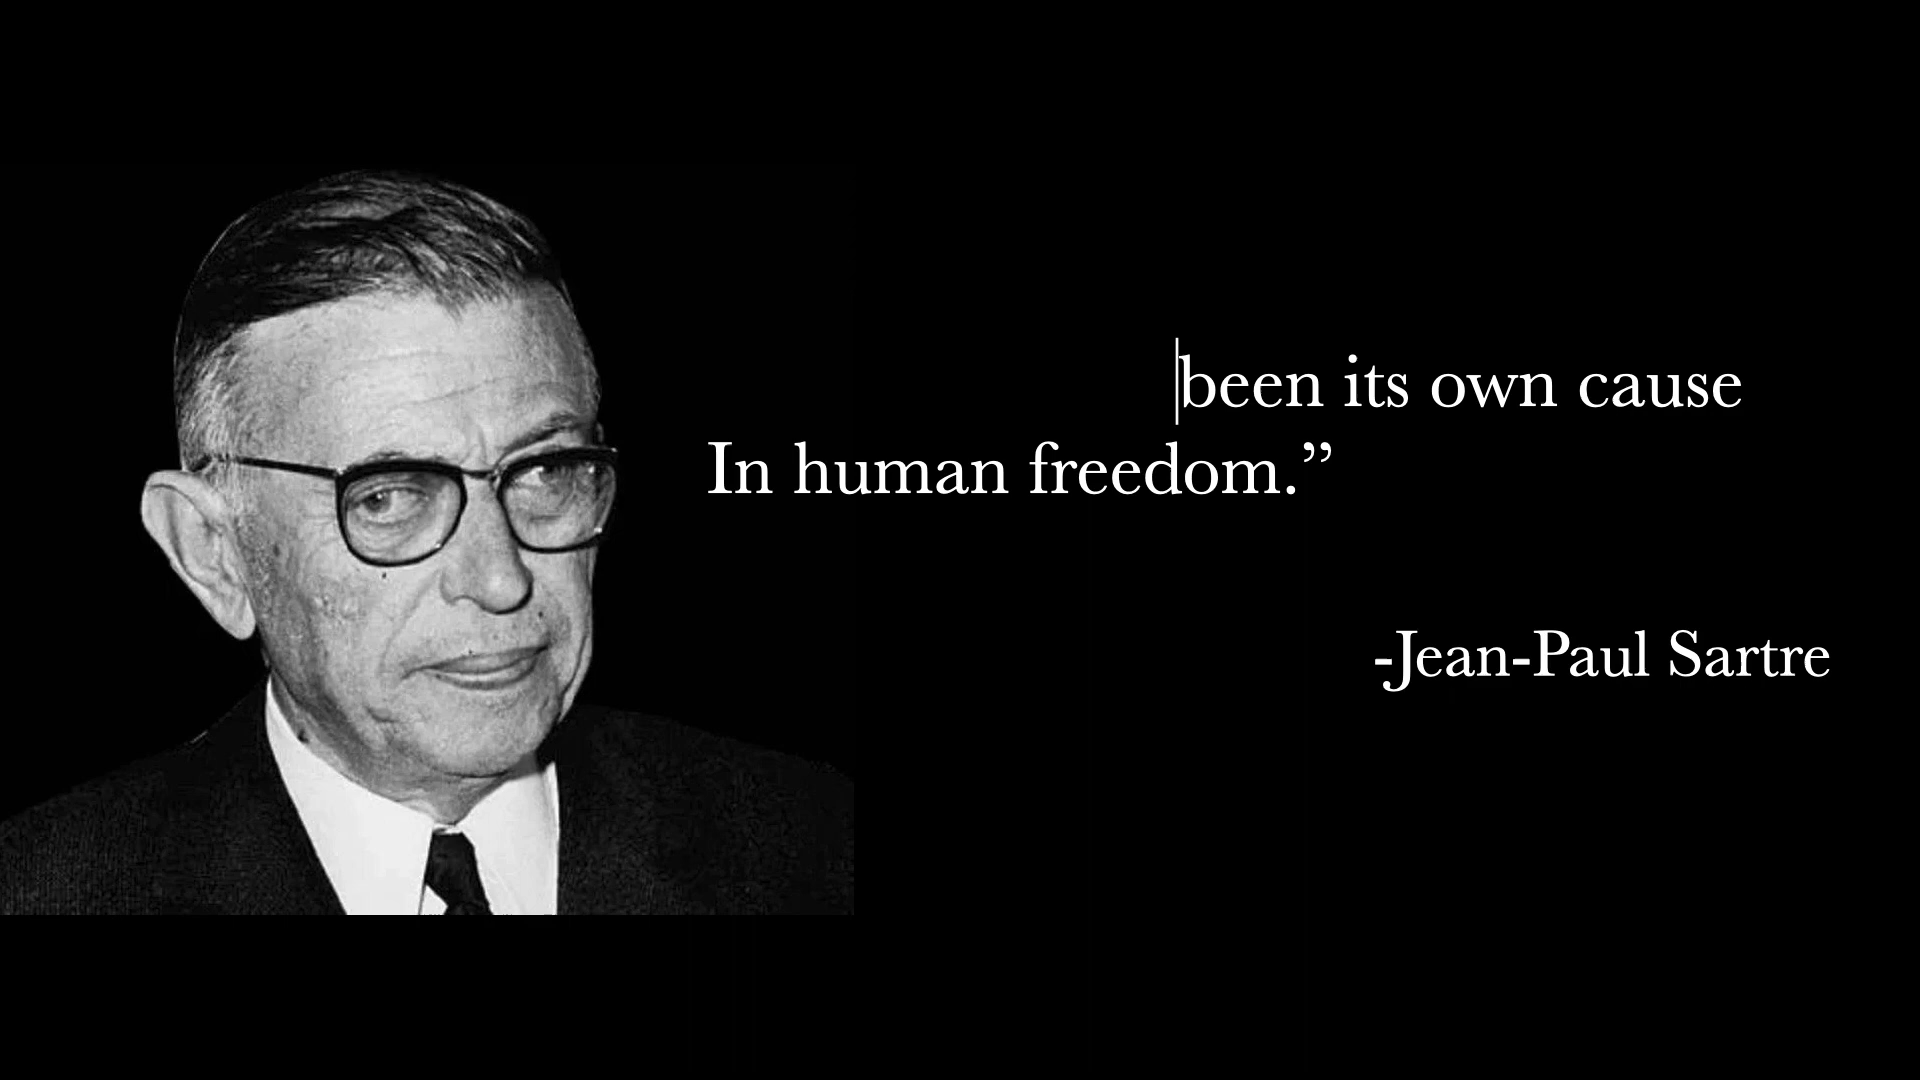 been its own cause
In human freedom.”
-Jean-Paul Sartre